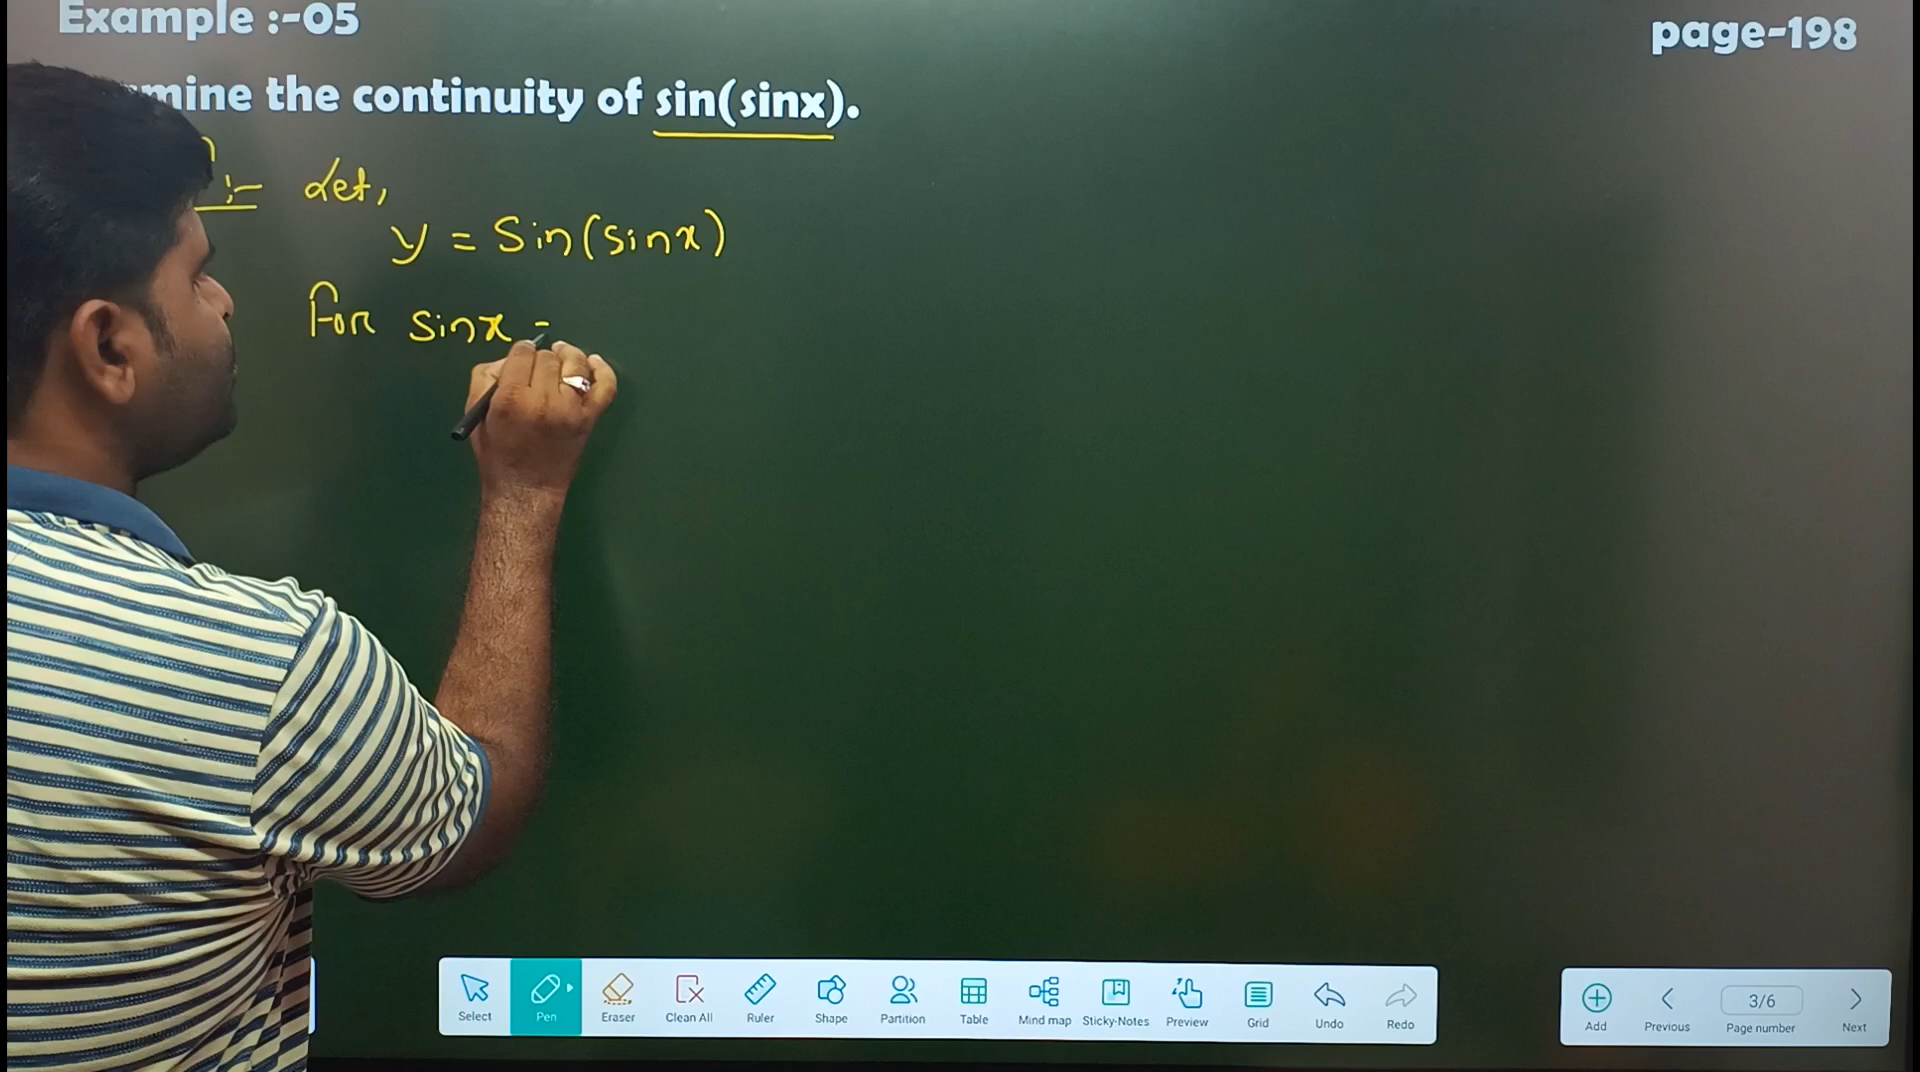 Example :-05
page-198
mine the continuity of sin(sinx).
:- Let,
y = Sin(sinx)
For sinx =
Select
Pen
Eraser
Clean All
Ruler
Shape
Partition
Table
Mind map
Sticky-Notes
Preview
Grid
Undo
Redo
Add
Previous
3/6
Page number
Next